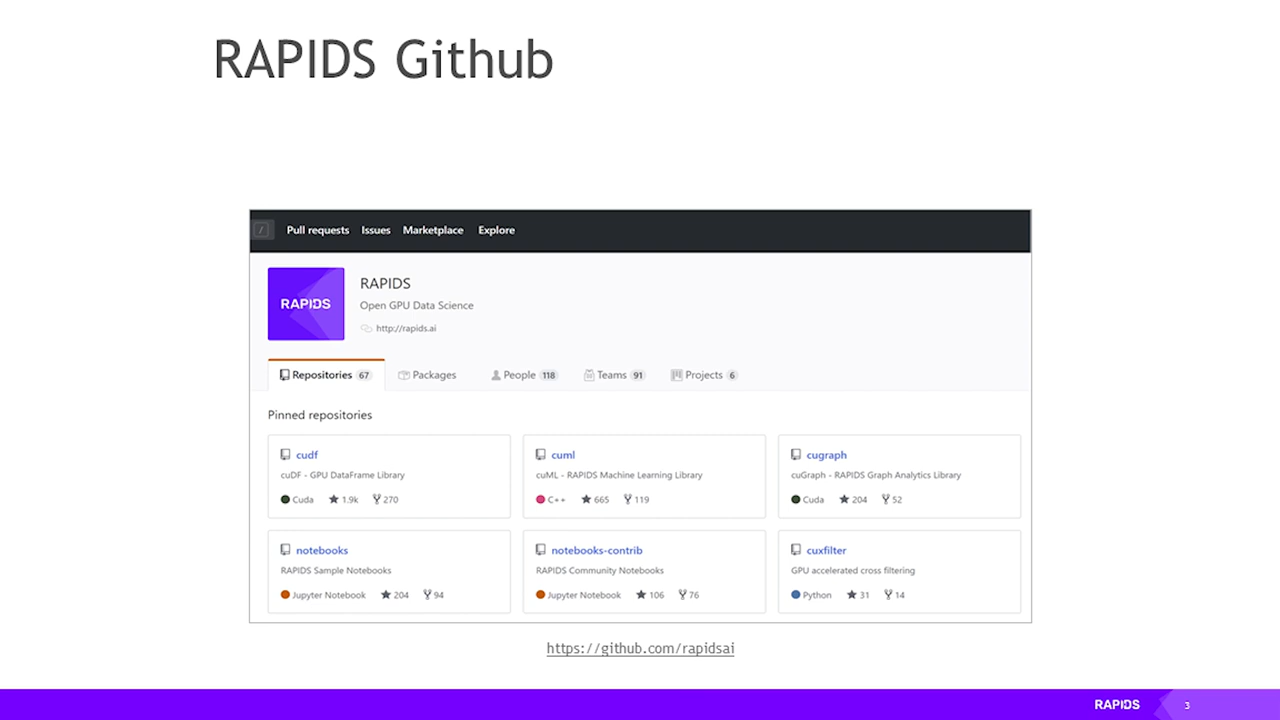 RAPIDS Github
/ Pull requests Issues Marketplace Explore
RAPIDS
RAPIDS
Open GPU Data Science
http://rapids.ai
Repositories 67 Packages People 118 Teams 91 Projects 6
Pinned repositories
cudf
cuDF - GPU DataFrame Library
Cuda 1.9k 270
cuml
cuML - RAPIDS Machine Learning Library
C++ 665 119
cugraph
cuGraph - RAPIDS Graph Analytics Library
Cuda 204 52
notebooks
RAPIDS Sample Notebooks
Jupyter Notebook 204 94
notebooks-contrib
RAPIDS Community Notebooks
Jupyter Notebook 106 76
cuxfilter
GPU accelerated cross filtering
Python 31 14
https://github.com/rapidsai
RAPIDS 3